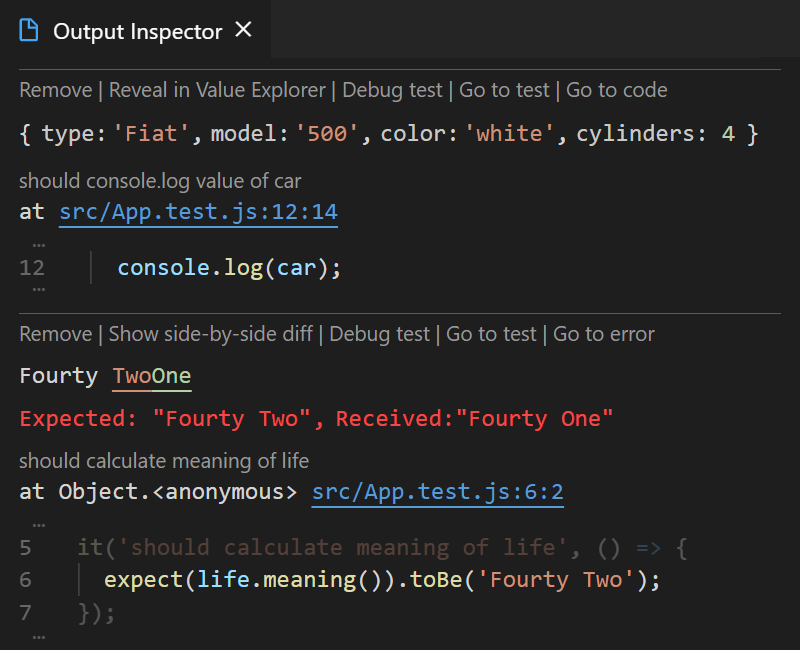 Output Inspector
Remove | Reveal in Value Explorer | Debug test | Go to test | Go to code
{ type: 'Fiat', model: '500', color: 'white', cylinders: 4 }
should console.log value of car
at src/App.test.js:12:14
…
12 console.log(car);
…
Remove | Show side-by-side diff | Debug test | Go to test | Go to error
Fourty TwoOne
Expected: "Fourty Two", Received:"Fourty One"
should calculate meaning of life
at Object.<anonymous> src/App.test.js:6:2
…
5 it('should calculate meaning of life', () => {
6 expect(life.meaning()).toBe('Fourty Two');
7 });
…